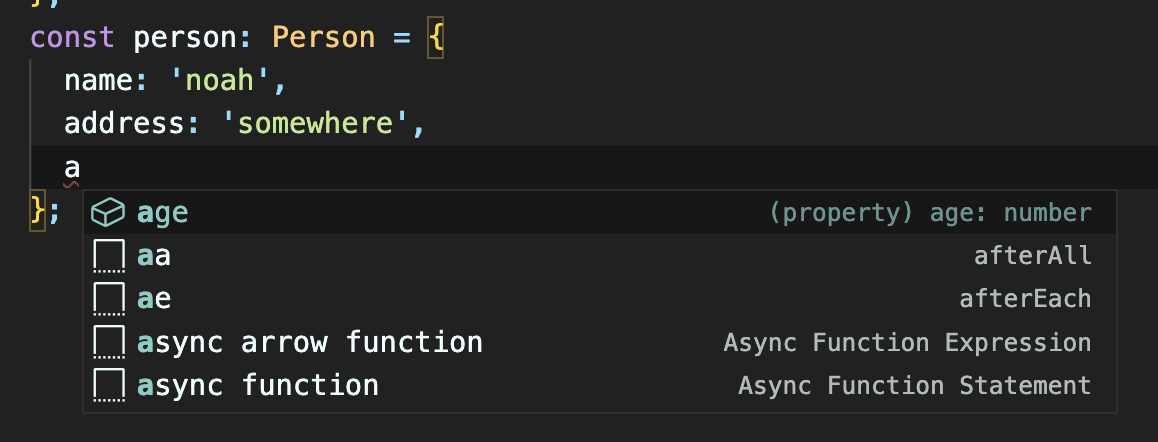 };
const person: Person = {
name: 'noah',
address: 'somewhere',
a
};
age (property) age: number
aa afterAll
ae afterEach
async arrow function Async Function Expression
async function Async Function Statement